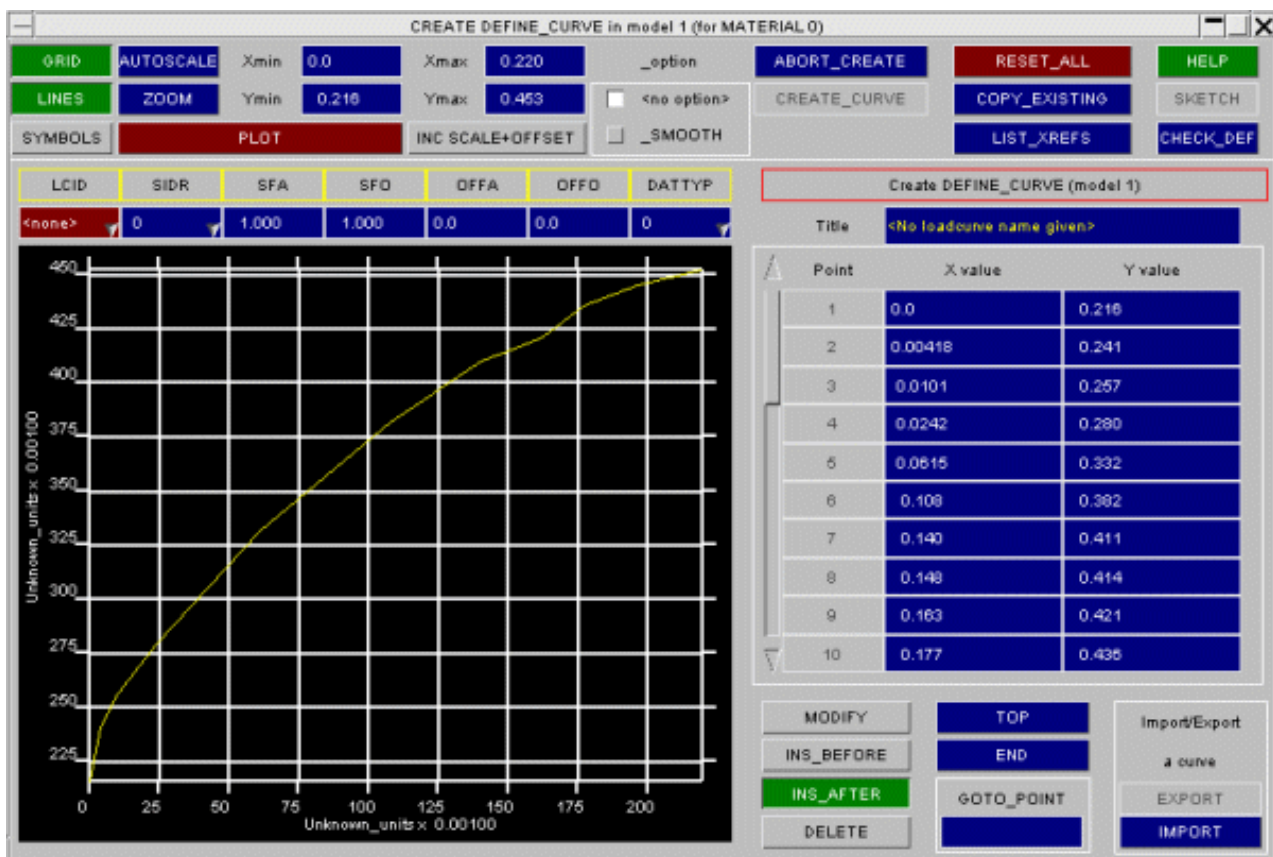 CREATE DEFINE_CURVE in model 1 (for MATERIAL 0)
GRID AUTOSCALE Xmin 0.0 Xmax 0.220 _option ABORT_CREATE RESET_ALL HELP
LINES ZOOM Ymin 0.216 Ymax 0.453 <no option> CREATE_CURVE COPY_EXISTING SKETCH
SYMBOLS PLOT INC SCALE+OFFSET _SMOOTH LIST_XREFS CHECK_DEF
LCID SIDR SFA SFO OFFA OFFO DATTYP
<none> 0 1.000 1.000 0.0 0.0 0
450
425
400
375
350
325
300
275
250
225
Unknown_units x 0.00100
0 25 50 75 100 125 150 175 200
Unknown_units x 0.00100
Create DEFINE_CURVE (model 1)
Title <No loadcurve name given>
Point X value Y value
1 0.0 0.216
2 0.00418 0.241
3 0.0101 0.257
4 0.0242 0.280
5 0.0615 0.332
6 0.108 0.382
7 0.140 0.411
8 0.148 0.414
9 0.163 0.421
10 0.177 0.435
MODIFY TOP Import/Export
INS_BEFORE END a curve
INS_AFTER GOTO_POINT EXPORT
DELETE IMPORT